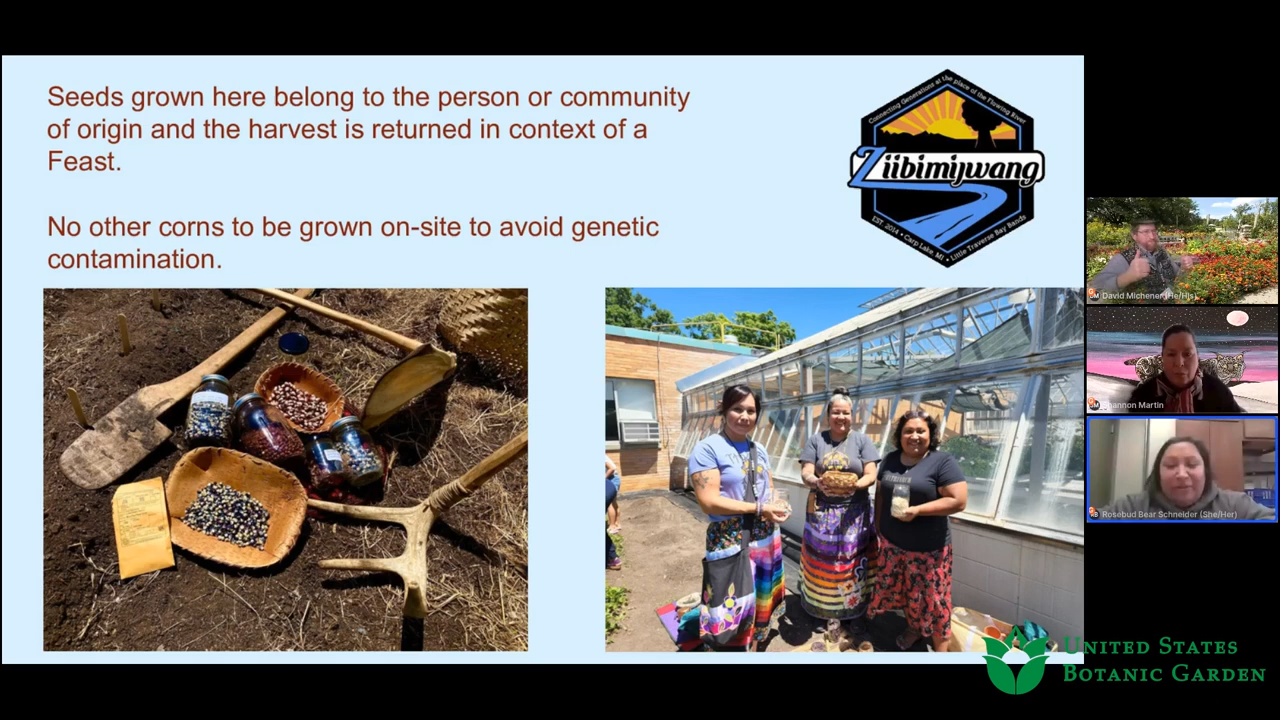 Seeds grown here belong to the person or community
of origin and the harvest is returned in context of a
Feast.
No other corns to be grown on-site to avoid genetic
contamination.
Connecting Generations at the place of the Flowing River
Ziibimijwang
EST. 2014 • Carp Lake, MI • Little Traverse Bay Bands
David Michener (He/His)
Shannon Martin
Rosebud Bear Schneider (She/Her)
UNITED STATES
BOTANIC GARDEN